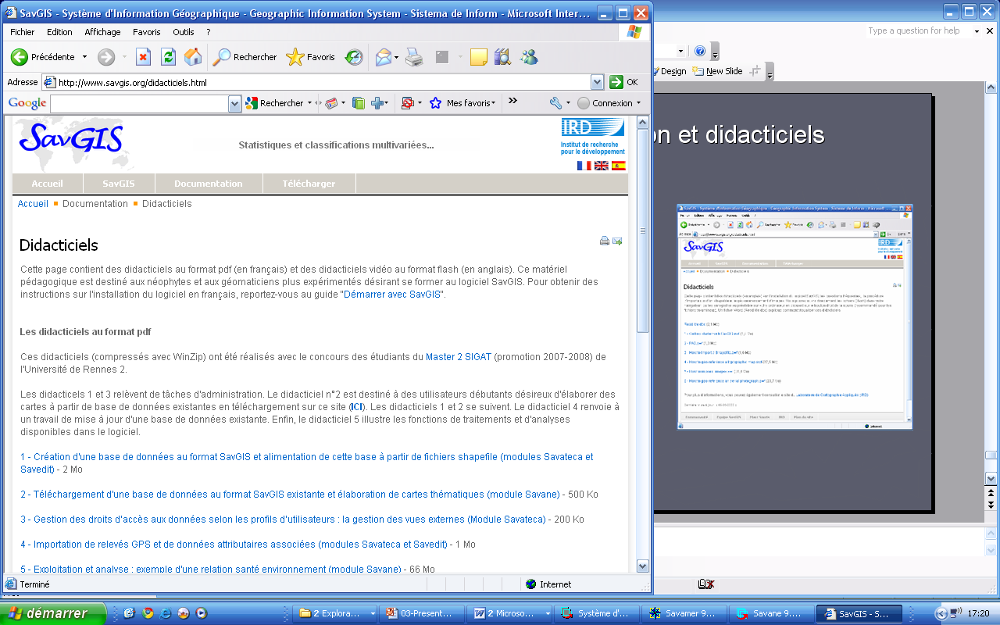 SavGIS - Système d'Information Géographique - Geographic Information System - Sistema de Inform - Microsoft Inter...
Fichier Edition Affichage Favoris Outils ?
Précédente Rechercher Favoris
Adresse http://www.savgis.org/didacticiels.html OK
Google Rechercher Mes favoris Connexion
SavGIS
Statistiques et classifications multivariées...
IRD
Institut de recherche
pour le développement
Accueil SavGIS Documentation Télécharger
Accueil Documentation Didacticiels
Didacticiels
Cette page contient des didacticiels au format pdf (en français) et des didacticiels vidéo au format flash (en anglais). Ce matériel
pédagogique est destiné aux débutants et aux géomaticiens plus expérimentés désirant se former au logiciel SavGIS. Pour obtenir des
instructions sur l'installation du logiciel en français, reportez-vous au guide "Démarrer avec SavGIS".
Les didacticiels au format pdf
Ces didacticiels (compressés avec WinZip) ont été réalisés avec le concours des étudiants du Master 2 SIGAT (promotion 2007-2008) de
l'Université de Rennes 2.
Les didacticels 1 et 3 relèvent de tâches d'administration. Le didacticiel n°2 est destiné à des utilisateurs débutants désireux d'élaborer des
cartes à partir de base de données existantes en téléchargement sur ce site (ICI). Les didacticiels 1 et 2 se suivent. Le didacticiel 4 renvoie à
un travail de mise à jour d'une base de données existante. Enfin, le didacticiel 5 illustre les fonctions de traitements et d'analyses
disponibles dans le logiciel.
1 - Création d'une base de données au format SavGIS et alimentation de cette base à partir de fichiers shapefile (modules Savateca et
Savedit) - 2 Mo
2 - Téléchargement d'une base de données au format SavGIS existante et élaboration de cartes thématiques (module Savane) - 500 Ko
3 - Gestion des droits d'accès aux données selon les profils d'utilisateurs : la gestion des vues externes (Module Savateca) - 200 Ko
4 - Importation de relevés GPS et de données attributaires associées (modules Savateca et Savedit) - 1 Mo
5 - Exploitation et analyse : exemple d'une relation santé environnement (module Savane) - 66 Mo
Terminé Internet
Type a question for help
Design New Slide
on et didacticiels
SavGIS
Didacticiels
démarrer 2 Explora... 03-Present... 2 Microso... Système d'... Savamer 9... Savane 9.... SavGIS - S... 17:20